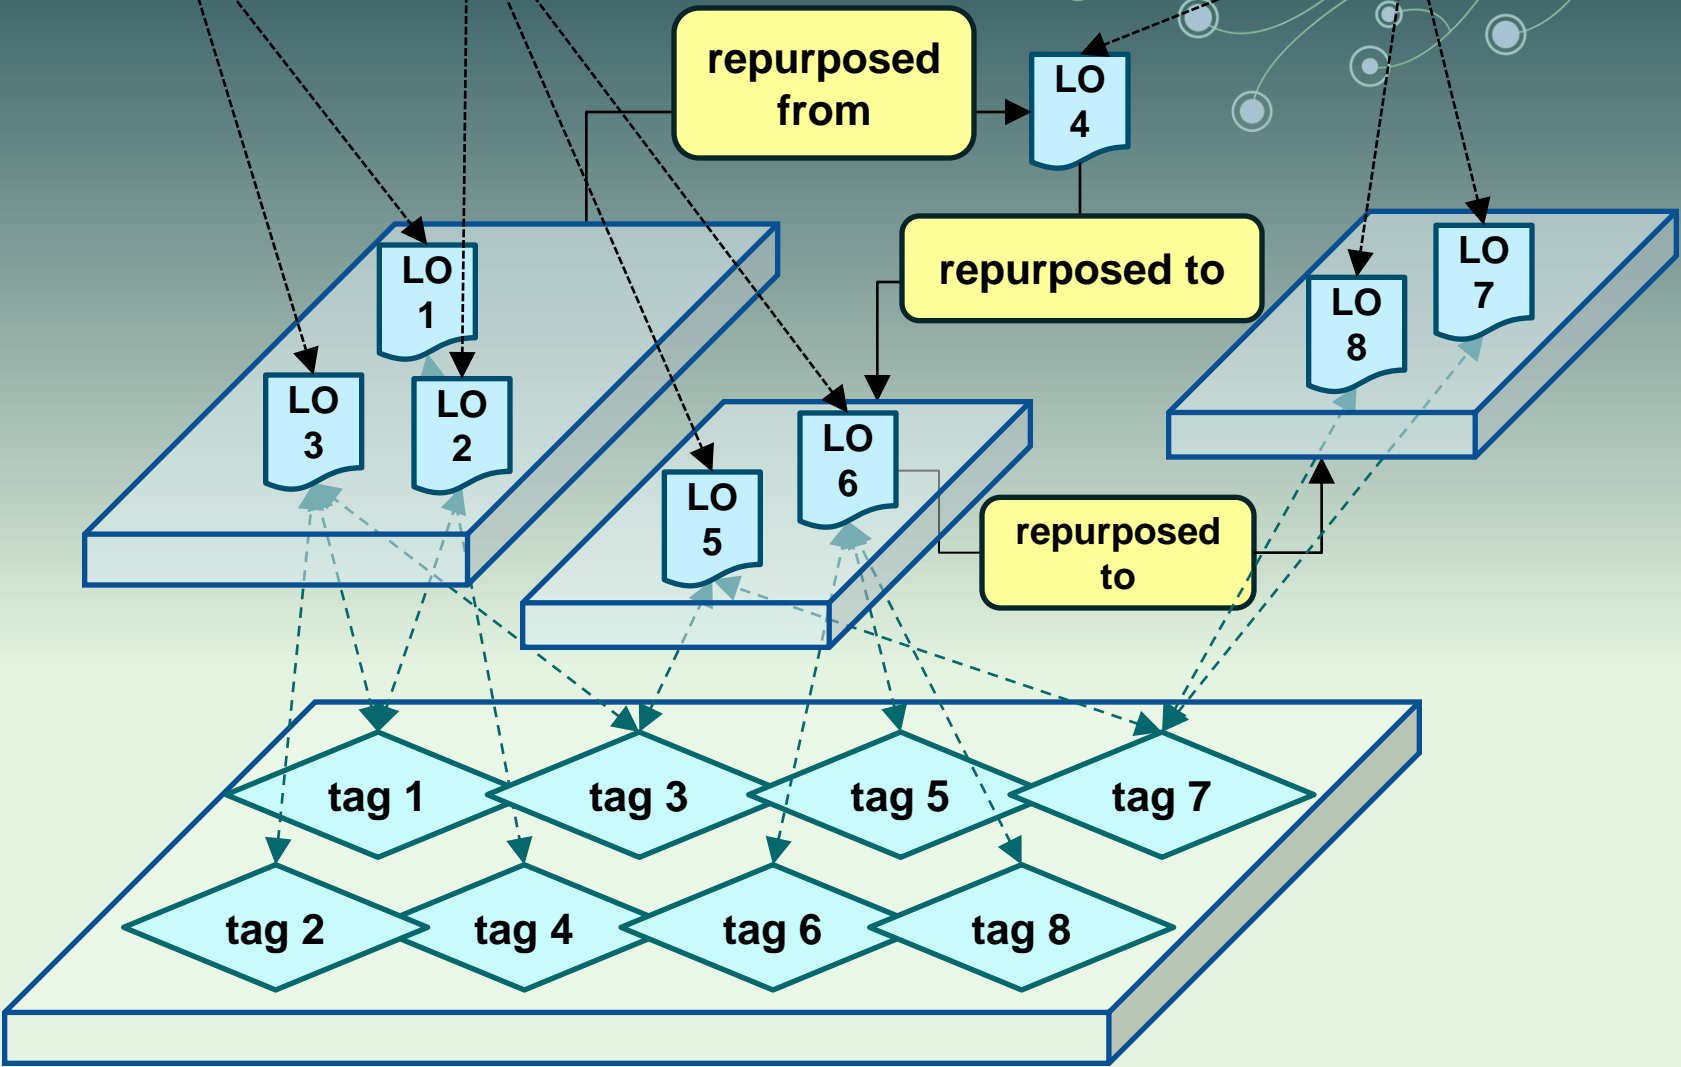 repurposed
from
LO
4
repurposed to
LO
1
LO
7
LO
8
LO
3
LO
2
LO
6
LO
5
repurposed
to
tag 1
tag 3
tag 5
tag 7
tag 2
tag 4
tag 6
tag 8